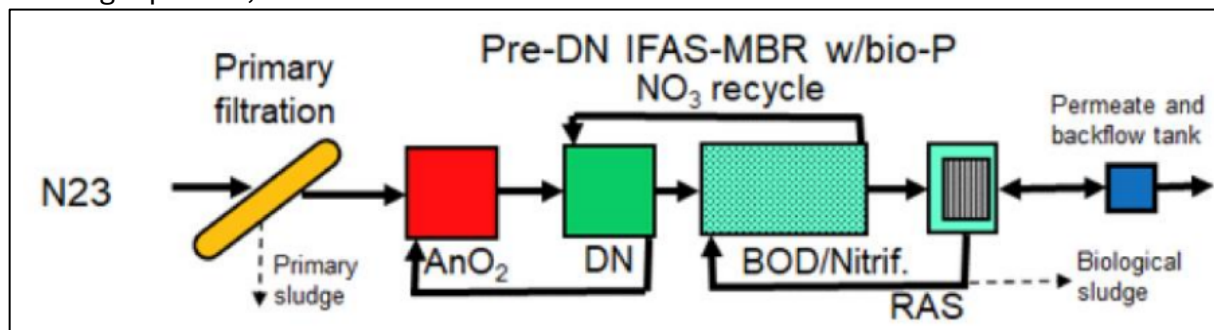 Pre-DN IFAS-MBR w/bio-P
Primary
filtration
NO₃ recycle
Permeate and
backflow tank
N23
Primary
sludge
AnO₂
DN
BOD/Nitrif.
RAS
Biological
sludge